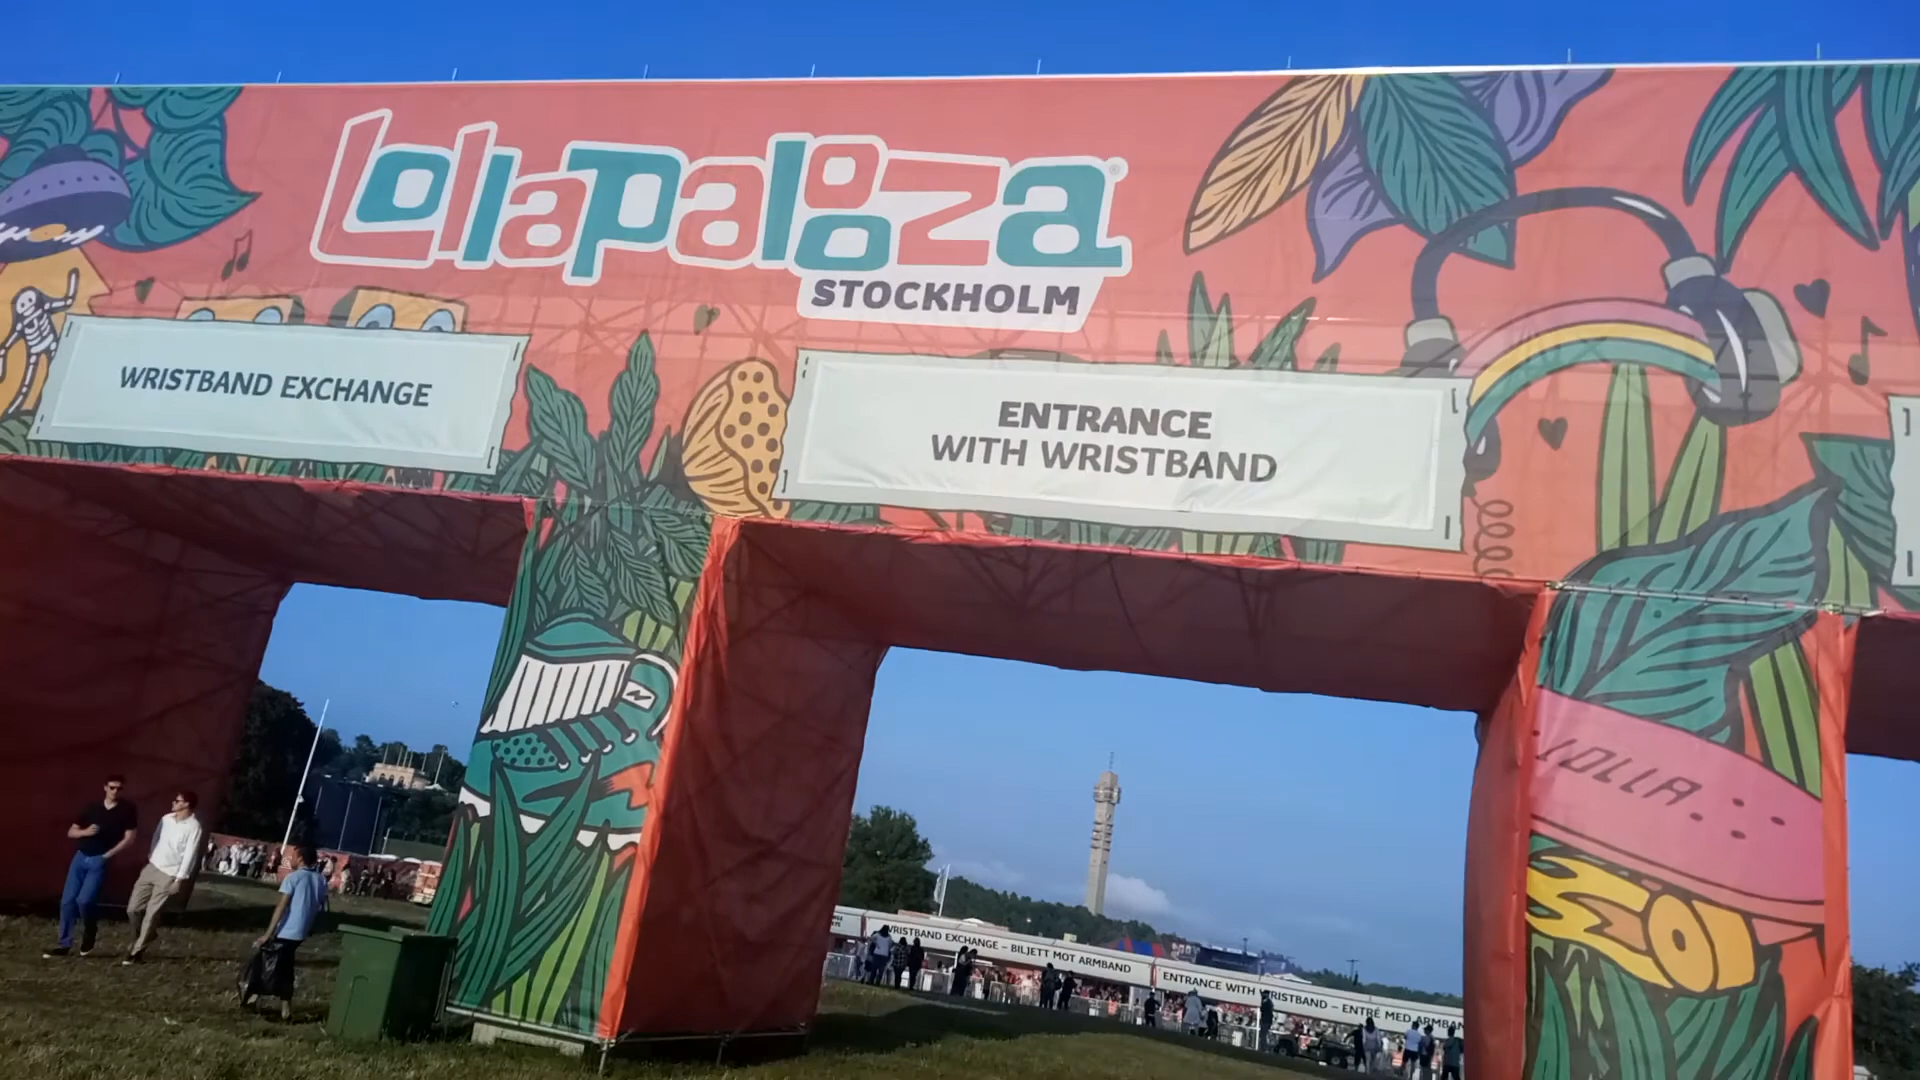 Lollapalooza®
STOCKHOLM
WRISTBAND EXCHANGE
ENTRANCE
WITH WRISTBAND
LOLLA
WRISTBAND EXCHANGE – BILJETT MOT ARMBAND
ENTRANCE WITH WRISTBAND – ENTRÉ MED ARMBAND